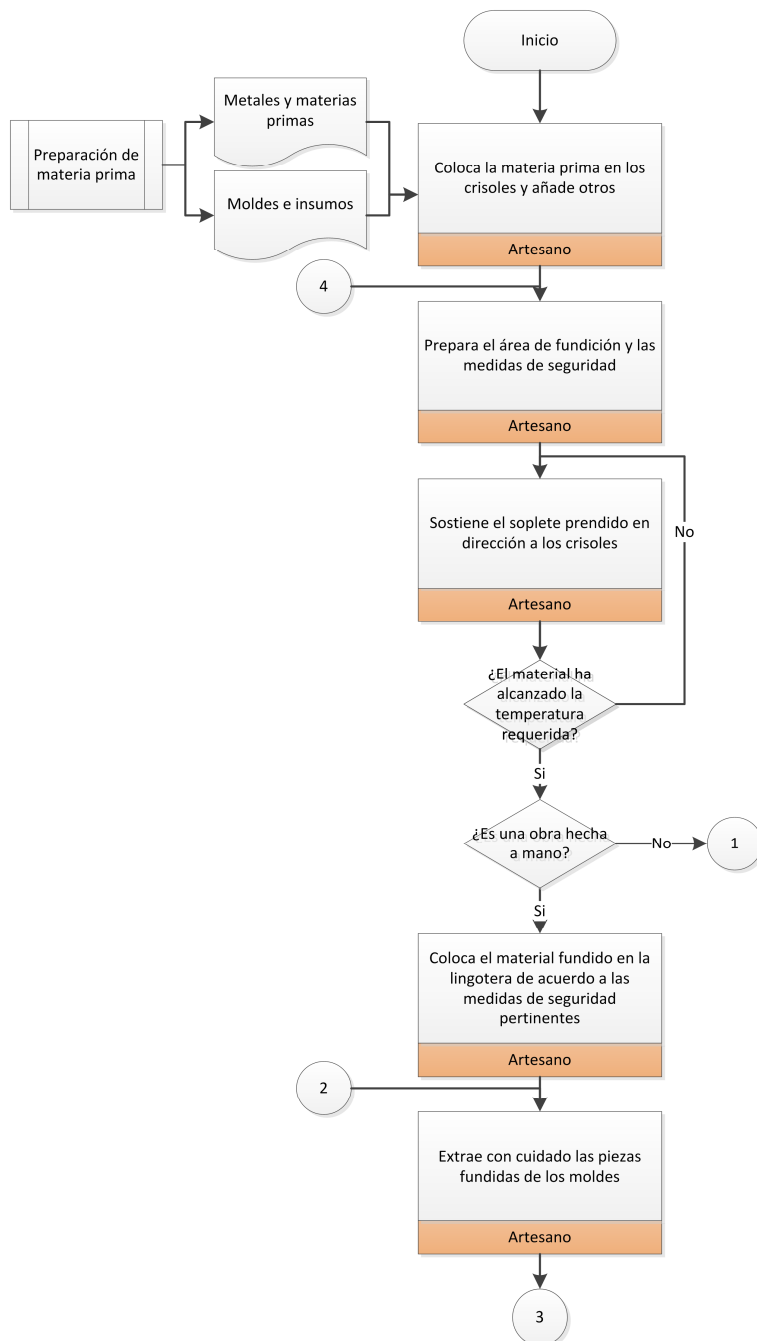 Inicio
Metales y materias
primas
Preparación de
materia prima
Moldes e insumos
Coloca la materia prima en los
crisoles y añade otros
Artesano
4
Prepara el área de fundición y las
medidas de seguridad
Artesano
Sostiene el soplete prendido en
dirección a los crisoles
No
Artesano
¿El material ha
alcanzado la
temperatura
requerida?
Si
¿Es una obra hecha
a mano?
No
1
Si
Coloca el material fundido en la
lingotera de acuerdo a las
medidas de seguridad
pertinentes
Artesano
2
Extrae con cuidado las piezas
fundidas de los moldes
Artesano
3